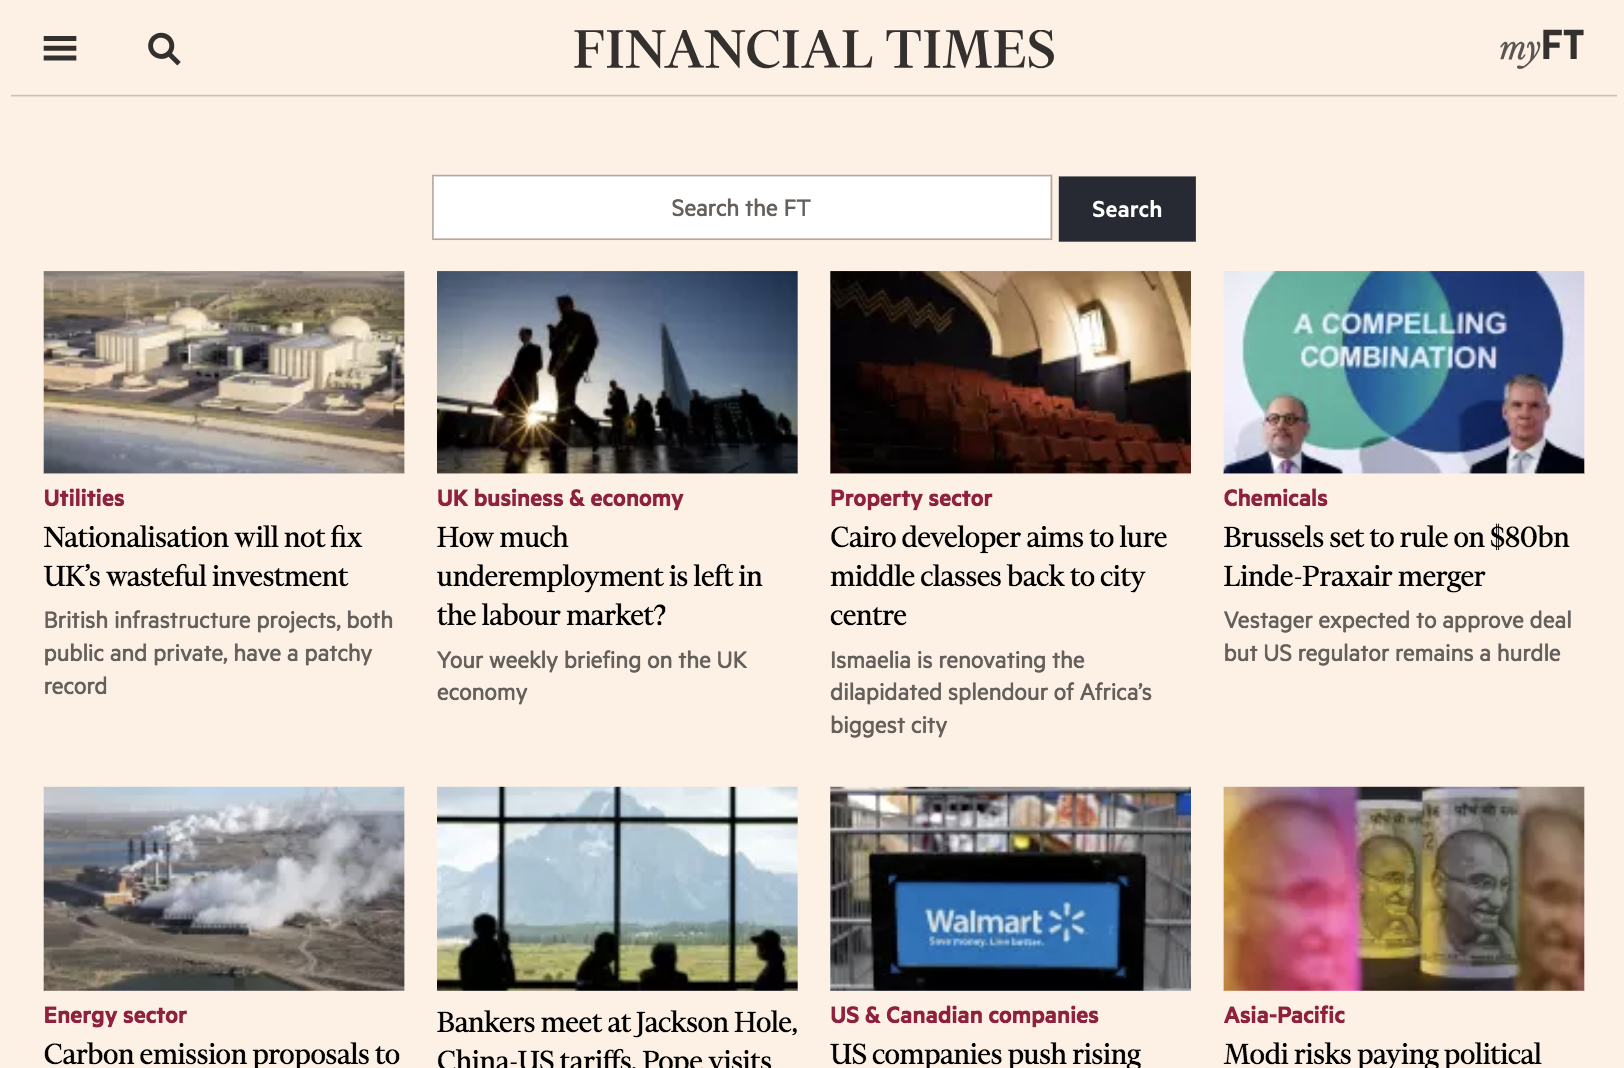 FINANCIAL TIMES
myFT
Search the FT
Search
A COMPELLING
COMBINATION
Utilities
Nationalisation will not fix
UK’s wasteful investment
British infrastructure projects, both
public and private, have a patchy
record
UK business & economy
How much
underemployment is left in
the labour market?
Your weekly briefing on the UK
economy
Property sector
Cairo developer aims to lure
middle classes back to city
centre
Ismaelia is renovating the
dilapidated splendour of Africa’s
biggest city
Chemicals
Brussels set to rule on $80bn
Linde-Praxair merger
Vestager expected to approve deal
but US regulator remains a hurdle
Walmart
Save money. Live better.
Energy sector
Carbon emission proposals to
Bankers meet at Jackson Hole,
China-US tariffs, Pope visits
US & Canadian companies
US companies push rising
Asia-Pacific
Modi risks paying political